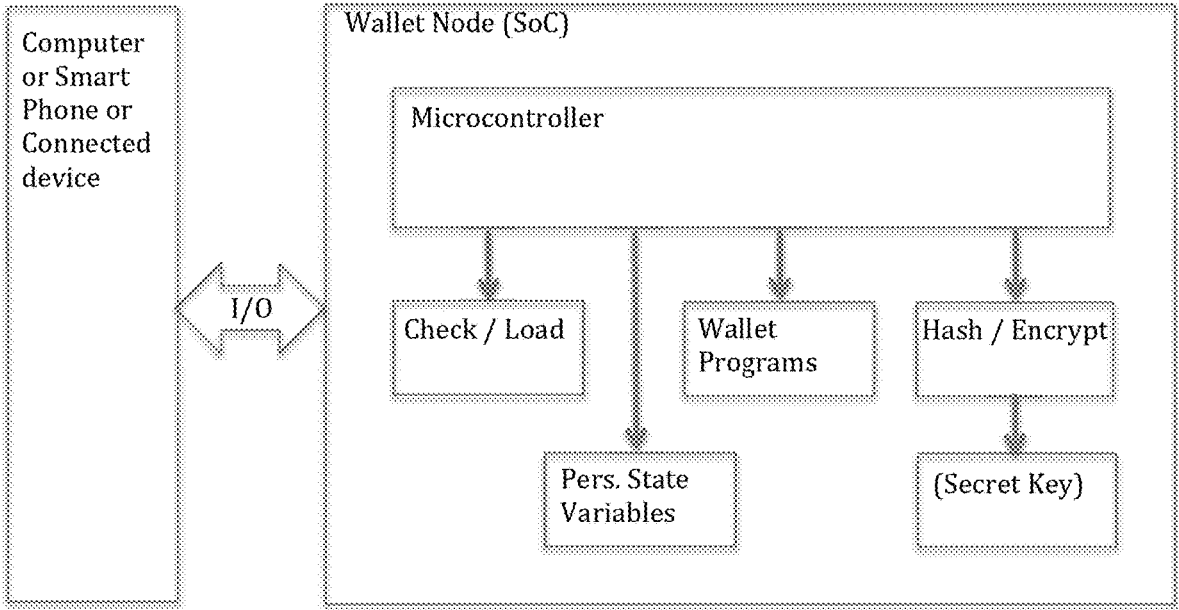 Computer
or Smart
Phone or
Connected
device
I/O
Wallet Node (SoC)
Microcontroller
Check / Load
Wallet
Programs
Hash / Encrypt
Pers. State
Variables
(Secret Key)